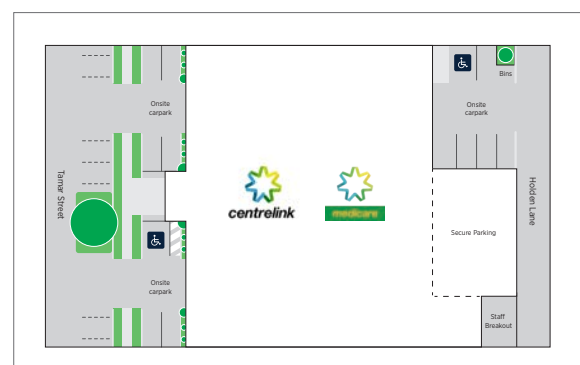 Onsite
carpark
Bins
Onsite
carpark
Tamar Street
Holden Lane
centrelink
medicare
Secure Parking
Onsite
carpark
Staff
Breakout